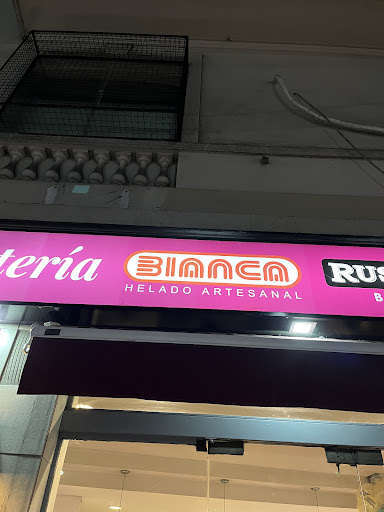 tería
BIANCA
HELADO ARTESANAL
RUS
B